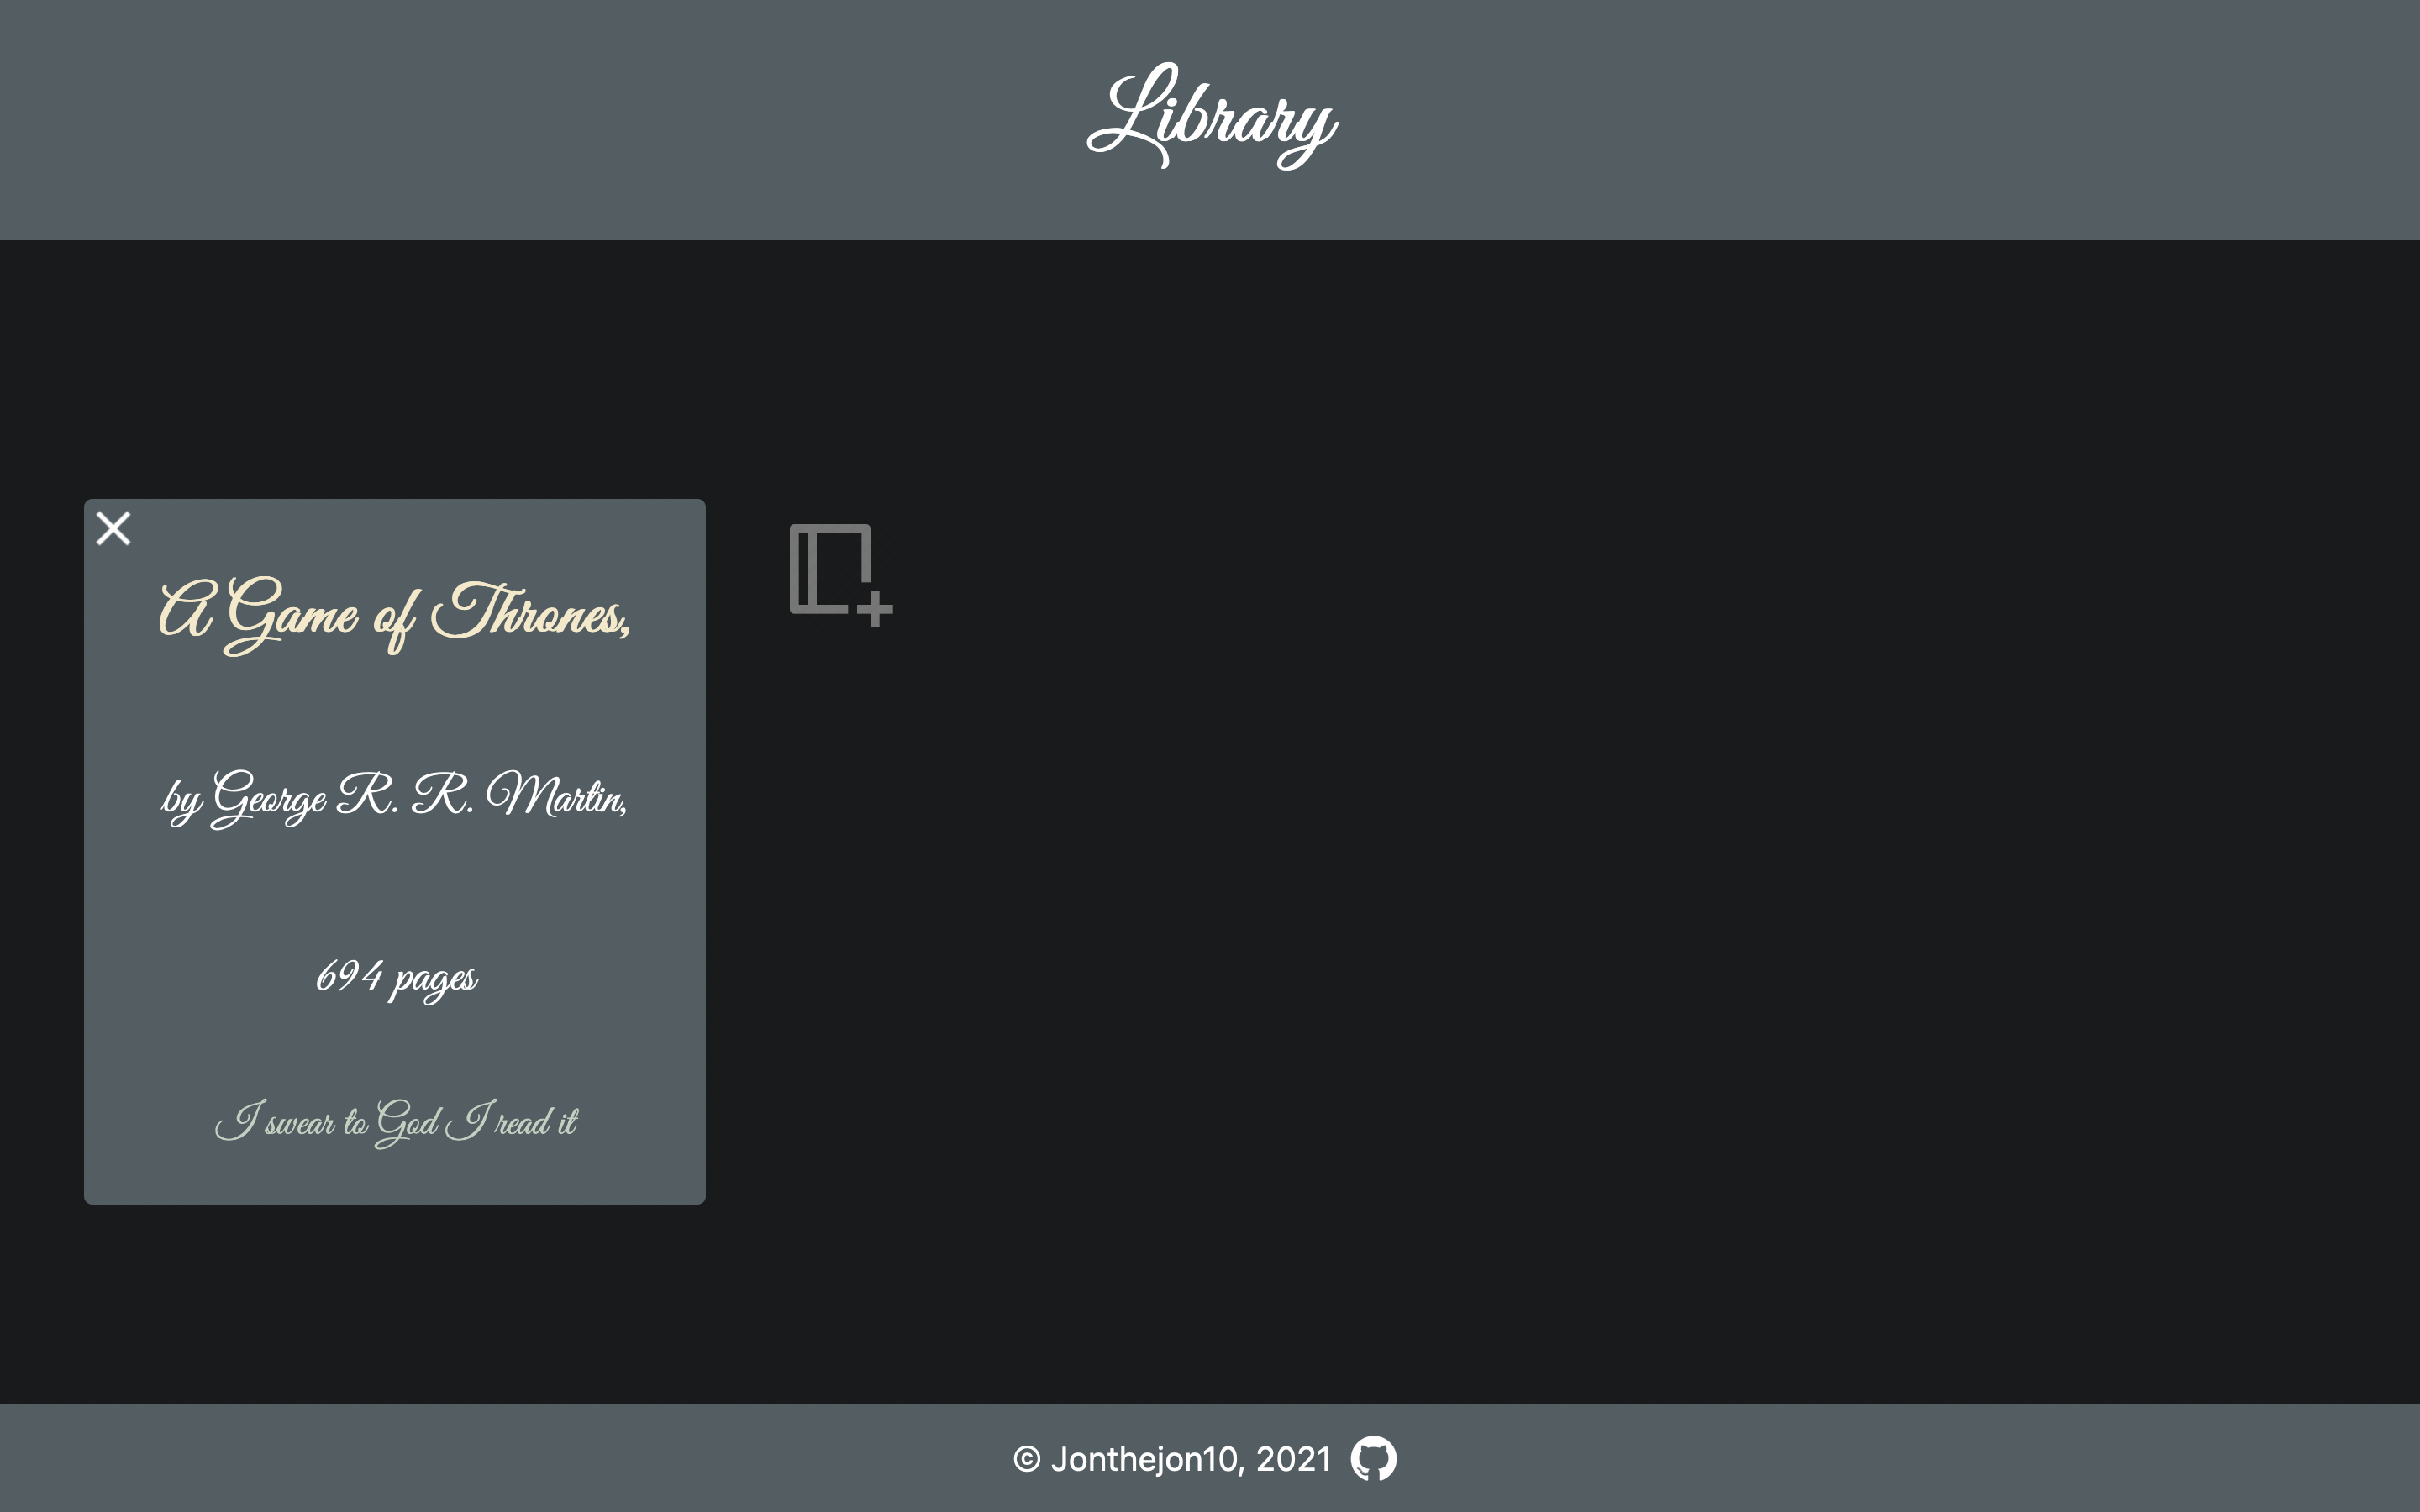 Library
A Game of Thrones,
by George R. R. Martin,
694 pages
I swear to God I read it
© Jonthejon10, 2021